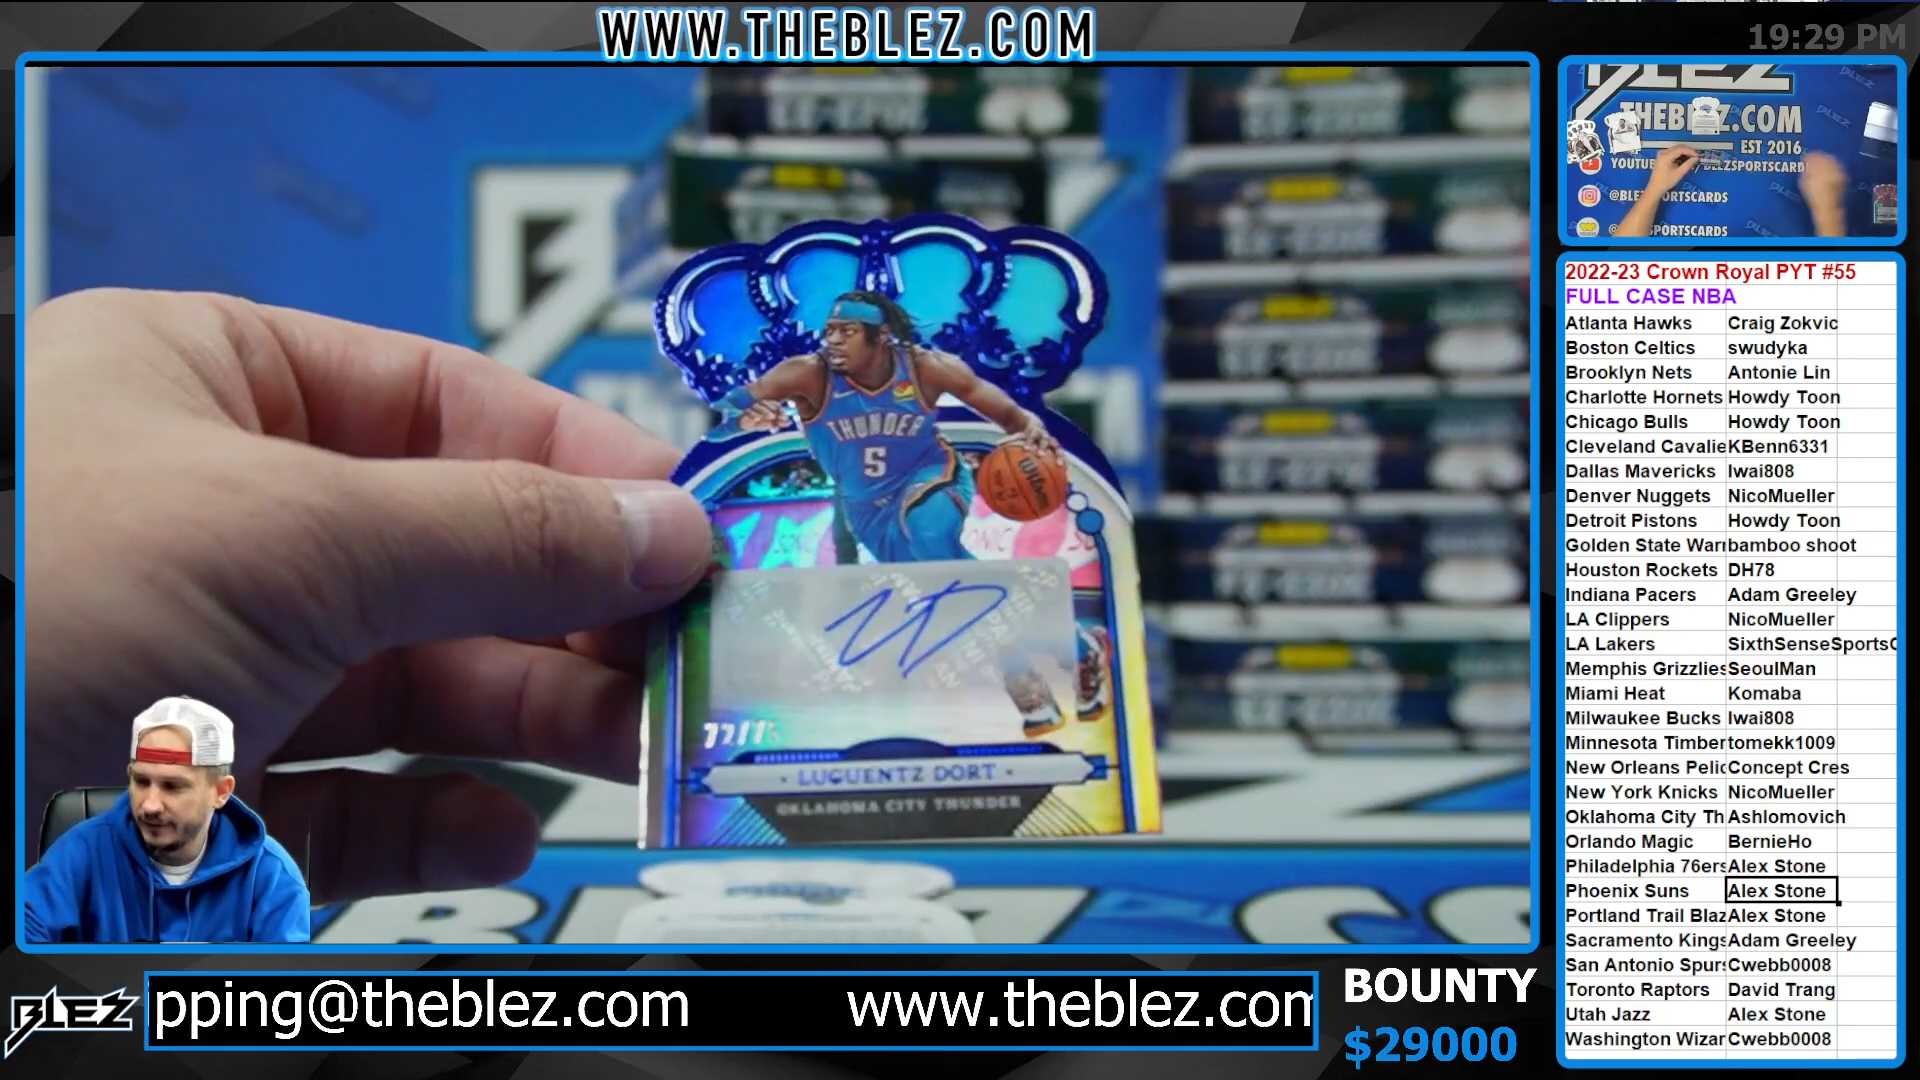 WWW.THEBLEZ.COM
19:29 PM
THEBLEZ.COM
EST 2016
@BLEZ
SPORTSCARDS
THUNDER
5
Wilson
LUGUENTZ DORT
OKLAHOMA CITY THUNDER
2022-23 Crown Royal PYT #55
FULL CASE NBA
Atlanta Hawks Craig Zokvic
Boston Celtics swudyka
Brooklyn Nets Antonie Lin
Charlotte Hornets Howdy Toon
Chicago Bulls Howdy Toon
Cleveland Cavalie KBenn6331
Dallas Mavericks Iwai808
Denver Nuggets NicoMueller
Detroit Pistons Howdy Toon
Golden State Warr bamboo shoot
Houston Rockets DH78
Indiana Pacers Adam Greeley
LA Clippers NicoMueller
LA Lakers SixthSenseSportsC
Memphis Grizzlies SeoulMan
Miami Heat Komaba
Milwaukee Bucks Iwai808
Minnesota Timber tomekk1009
New Orleans Pelic Concept Cres
New York Knicks NicoMueller
Oklahoma City Th Ashlomovich
Orlando Magic BernieHo
Philadelphia 76ers Alex Stone
Phoenix Suns Alex Stone
Portland Trail Blaz Alex Stone
Sacramento Kings Adam Greeley
San Antonio Spurs Cwebb0008
Toronto Raptors David Trang
Utah Jazz Alex Stone
Washington Wizar Cwebb0008
BLEZ
pping@theblez.com www.theblez.com
BOUNTY
$29000